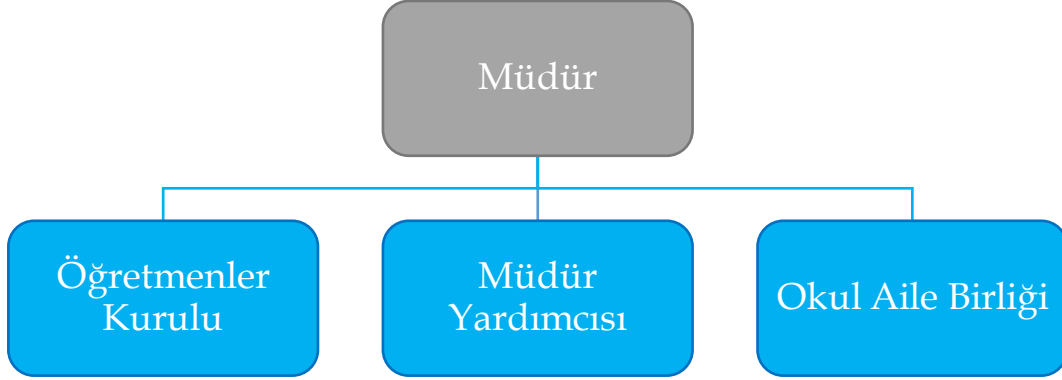 Müdür
Öğretmenler
Kurulu
Müdür
Yardımcısı
Okul Aile Birliği